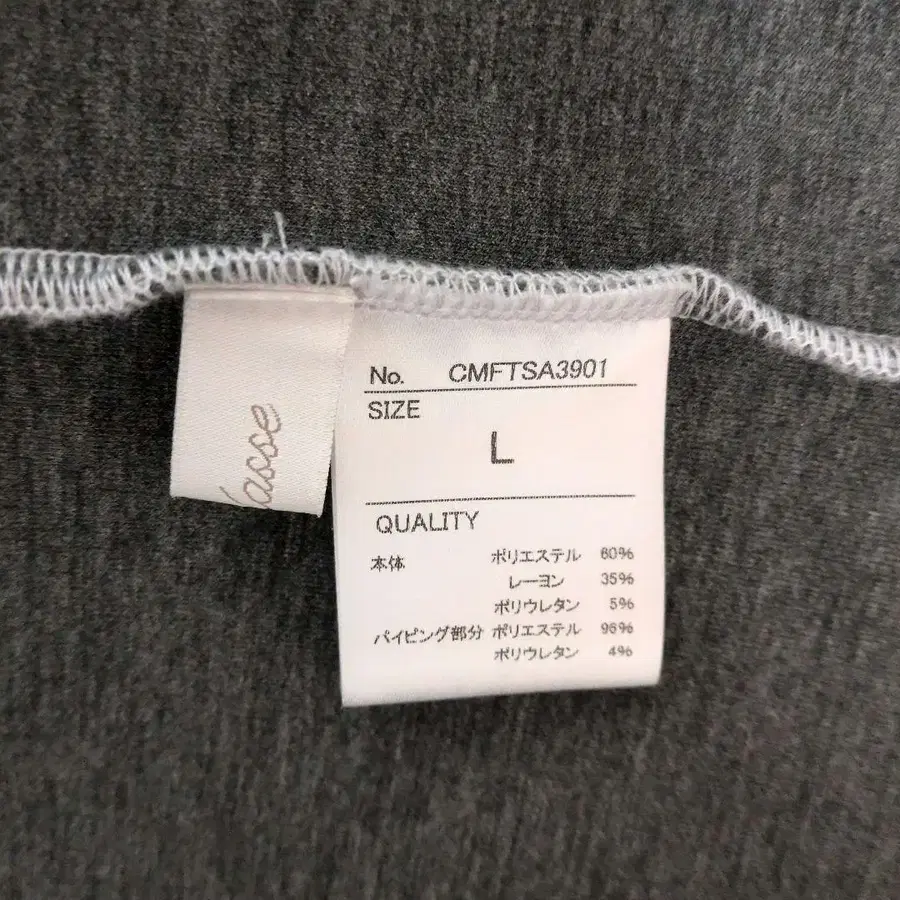 No. CMFTSA3901
SIZE
L
QUALITY
本体 ポリエステル 60%
レーヨン 35%
ポリウレタン 5%
パイピング部分 ポリエステル 96%
ポリウレタン 4%